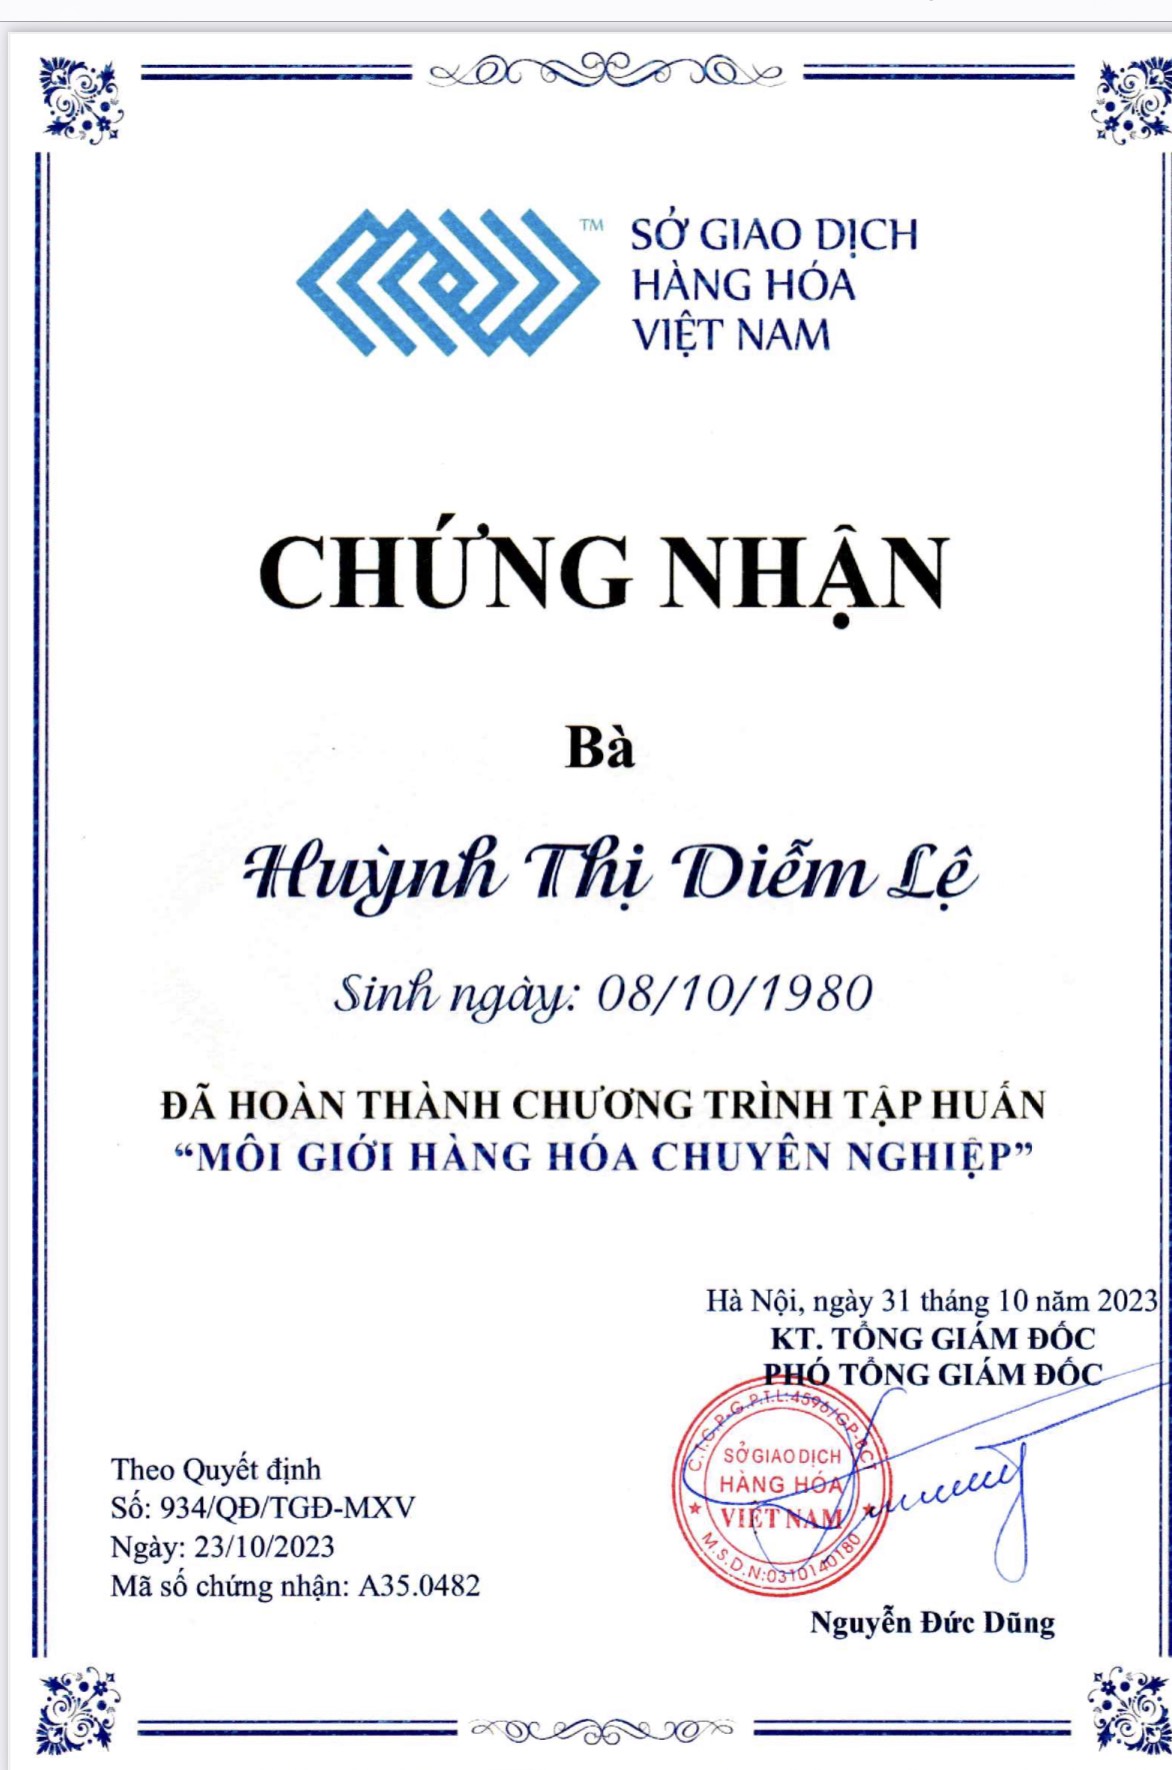 ™
SỞ GIAO DỊCH
HÀNG HÓA
VIỆT NAM
CHỨNG NHẬN
Bà
Huỳnh Thị Diễm Lệ
Sinh ngày: 08/10/1980
ĐÃ HOÀN THÀNH CHƯƠNG TRÌNH TẬP HUẤN
“MÔI GIỚI HÀNG HÓA CHUYÊN NGHIỆP”
Hà Nội, ngày 31 tháng 10 năm 2023
KT. TỔNG GIÁM ĐỐC
PHÓ TỔNG GIÁM ĐỐC
C.T.G.P.G.P.T.L:4596/GP-BCT
SỞ GIAO DỊCH
HÀNG HÓA
VIỆT NAM
M.S.D.N:0310140180
Theo Quyết định
Số: 934/QĐ/TGĐ-MXV
Ngày: 23/10/2023
Mã số chứng nhận: A35.0482
Nguyễn Đức Dũng